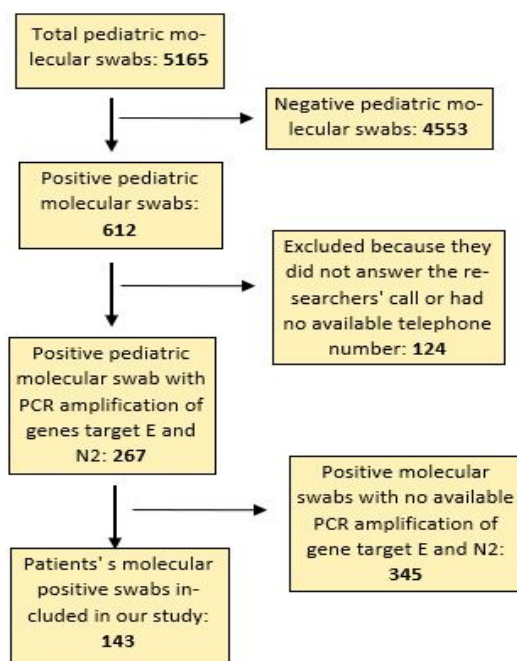 Total pediatric mo-
lecular swabs: 5165
Negative pediatric mo-
lecular swabs: 4553
Positive pediatric
molecular swabs:
612
Excluded because they
did not answer the re-
searchers' call or had
no available telephone
number: 124
Positive pediatric
molecular swab with
PCR amplification of
genes target E and
N2: 267
Positive molecular
swabs with no available
PCR amplification of
gene target E and N2:
345
Patients's molecular
positive swabs in-
cluded in our study:
143